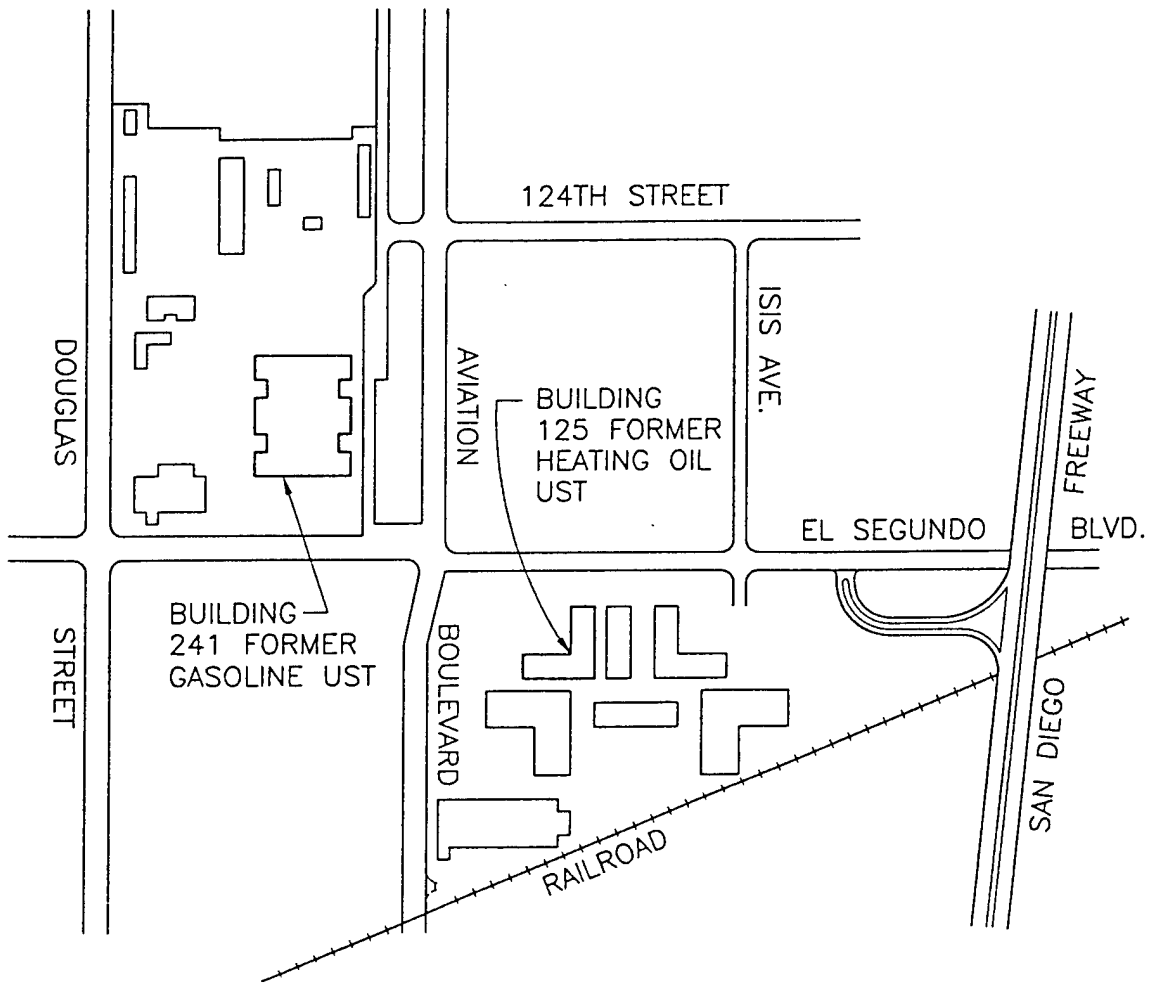 124TH STREET
ISIS AVE.
DOUGLAS
AVIATION
BUILDING
125 FORMER
HEATING OIL
UST
FREEWAY
EL SEGUNDO BLVD.
BUILDING
241 FORMER
GASOLINE UST
STREET
BOULEVARD
SAN DIEGO
RAILROAD